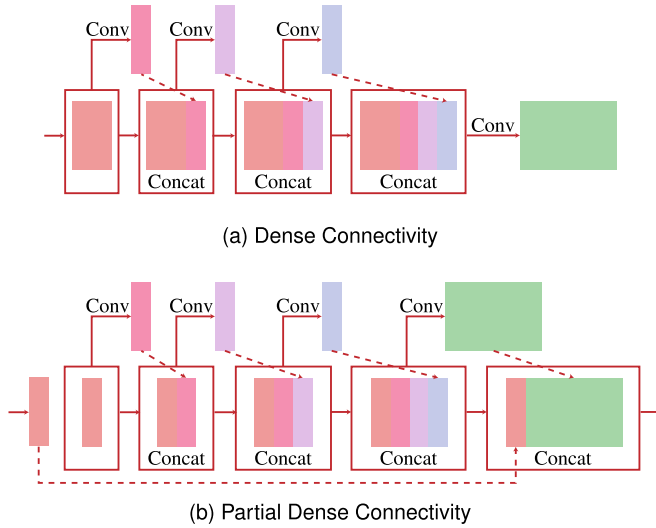 Conv Conv Conv
Conv
Concat Concat Concat
(a) Dense Connectivity
Conv Conv Conv Conv
Concat Concat Concat Concat
(b) Partial Dense Connectivity